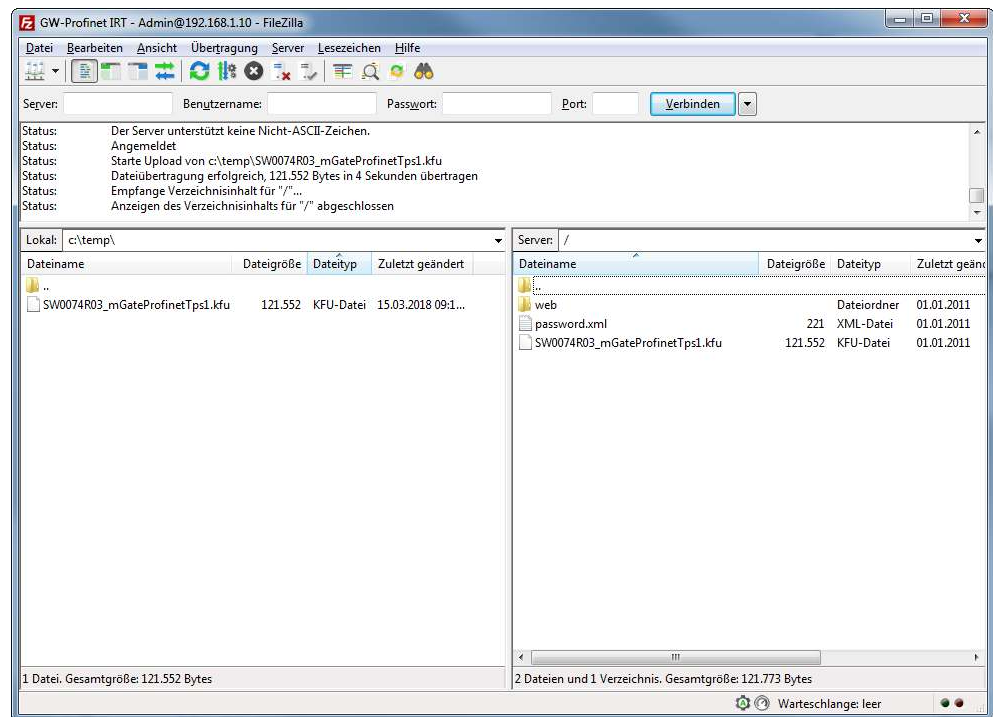 GW-Profinet IRT - Admin@192.168.1.10 - FileZilla
Datei Bearbeiten Ansicht Übertragung Server Lesezeichen Hilfe
Server: Benutzername: Passwort: Port: Verbinden
Status: Der Server unterstützt keine Nicht-ASCII-Zeichen.
Status: Angemeldet
Status: Starte Upload von c:\temp\SW0074R03_mGateProfinetTps1.kfu
Status: Dateiübertragung erfolgreich, 121.552 Bytes in 4 Sekunden übertragen
Status: Empfange Verzeichnisinhalt für "/"...
Status: Anzeigen des Verzeichnisinhalts für "/" abgeschlossen
Lokal: c:\temp\
Dateiname Dateigröße Dateityp Zuletzt geändert
..
SW0074R03_mGateProfinetTps1.kfu 121.552 KFU-Datei 15.03.2018 09:1...
1 Datei. Gesamtgröße: 121.552 Bytes
Server: /
Dateiname Dateigröße Dateityp Zuletzt geänd
..
web Dateiordner 01.01.2011
password.xml 221 XML-Datei 01.01.2011
SW0074R03_mGateProfinetTps1.kfu 121.552 KFU-Datei 01.01.2011
2 Dateien und 1 Verzeichnis. Gesamtgröße: 121.773 Bytes
Warteschlange: leer